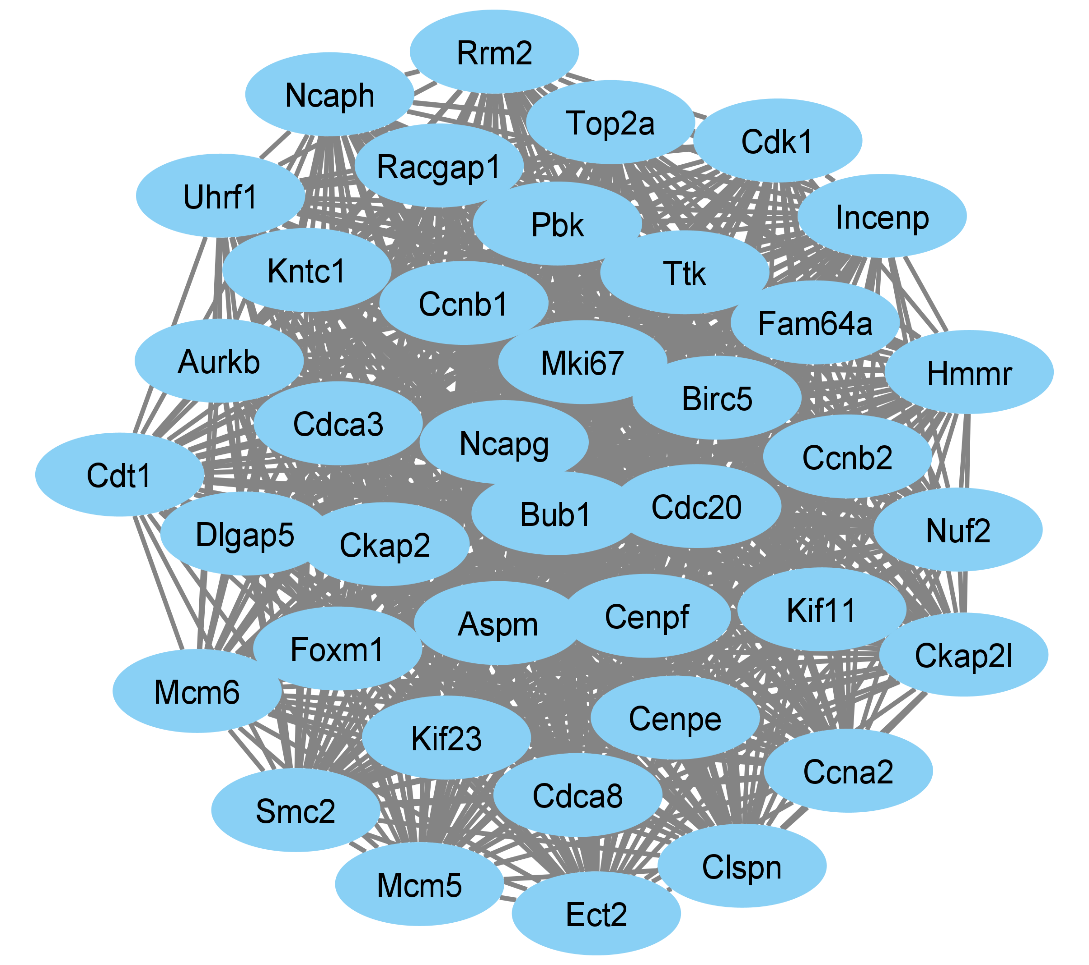 Rrm2
Ncaph
Top2a
Cdk1
Racgap1
Uhrf1
Pbk
Incenp
Kntc1
Ttk
Ccnb1
Fam64a
Aurkb
Mki67
Hmmr
Birc5
Cdca3
Ncapg
Ccnb2
Cdt1
Cdc20
Bub1
Nuf2
Dlgap5
Ckap2
Kif11
Cenpf
Aspm
Foxm1
Ckap2l
Mcm6
Cenpe
Kif23
Ccna2
Cdca8
Smc2
Clspn
Mcm5
Ect2